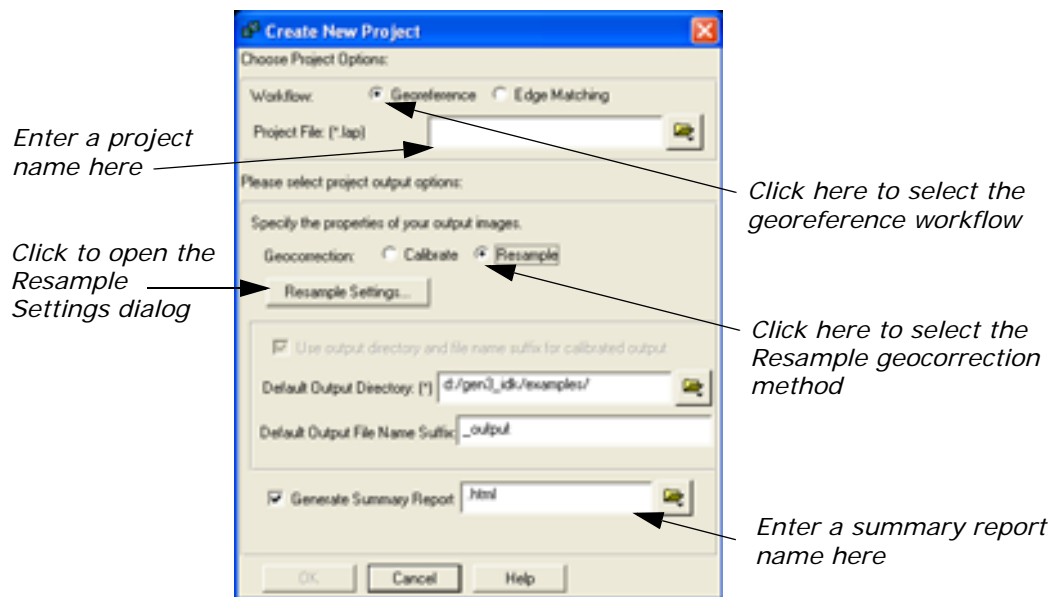 Create New Project
Choose Project Options:
Workflow: Georeference Edge Matching
Project File: (*.lap)
Enter a project
name here
Please select project output options:
Click here to select the
georeference workflow
Specify the properties of your output images.
Geocorrection: Calibrate Resample
Click to open the
Resample
Settings dialog
Resample Settings...
Click here to select the
Resample geocorrection
method
Use output directory and file name suffix for calibrated output
Default Output Directory: (*) d:/gen3_idk/examples/
Default Output File Name Suffix: _output
Generate Summary Report .html
Enter a summary report
name here
OK Cancel Help